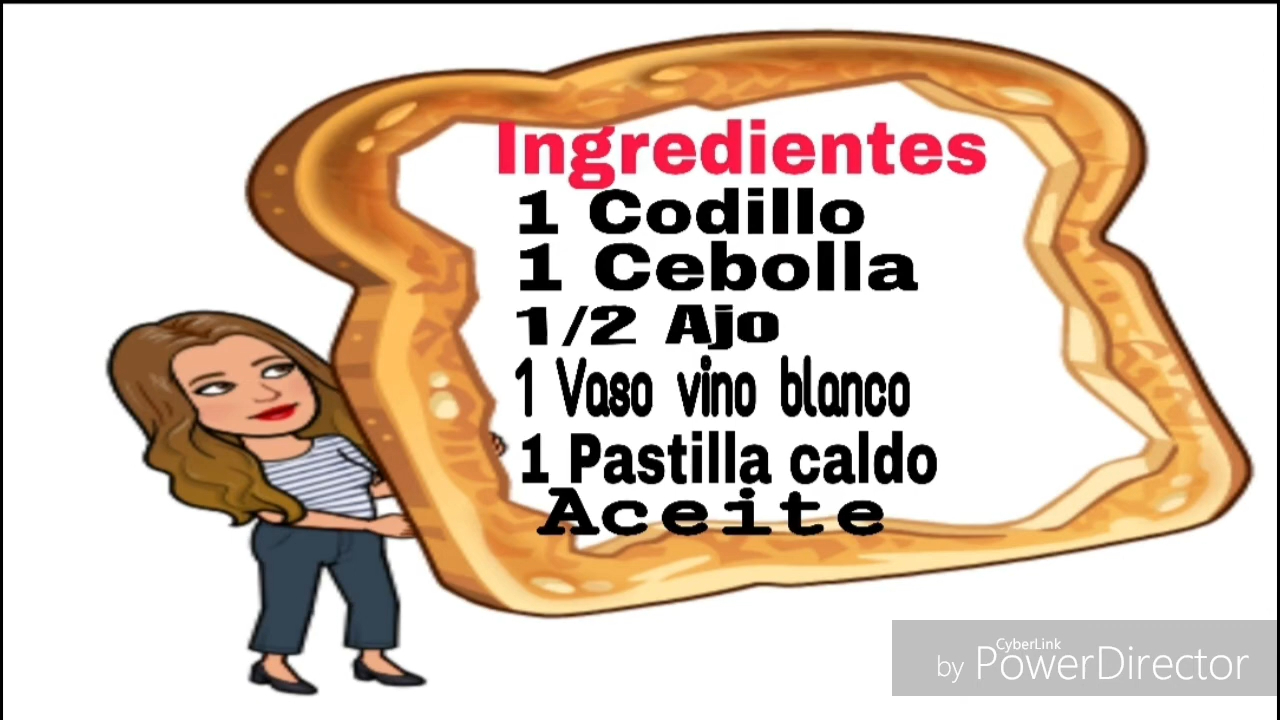 Ingredientes
1 Codillo
1 Cebolla
1/2 Ajo
1 Vaso vino blanco
1 Pastilla caldo
Aceite
CyberLink
by PowerDirector